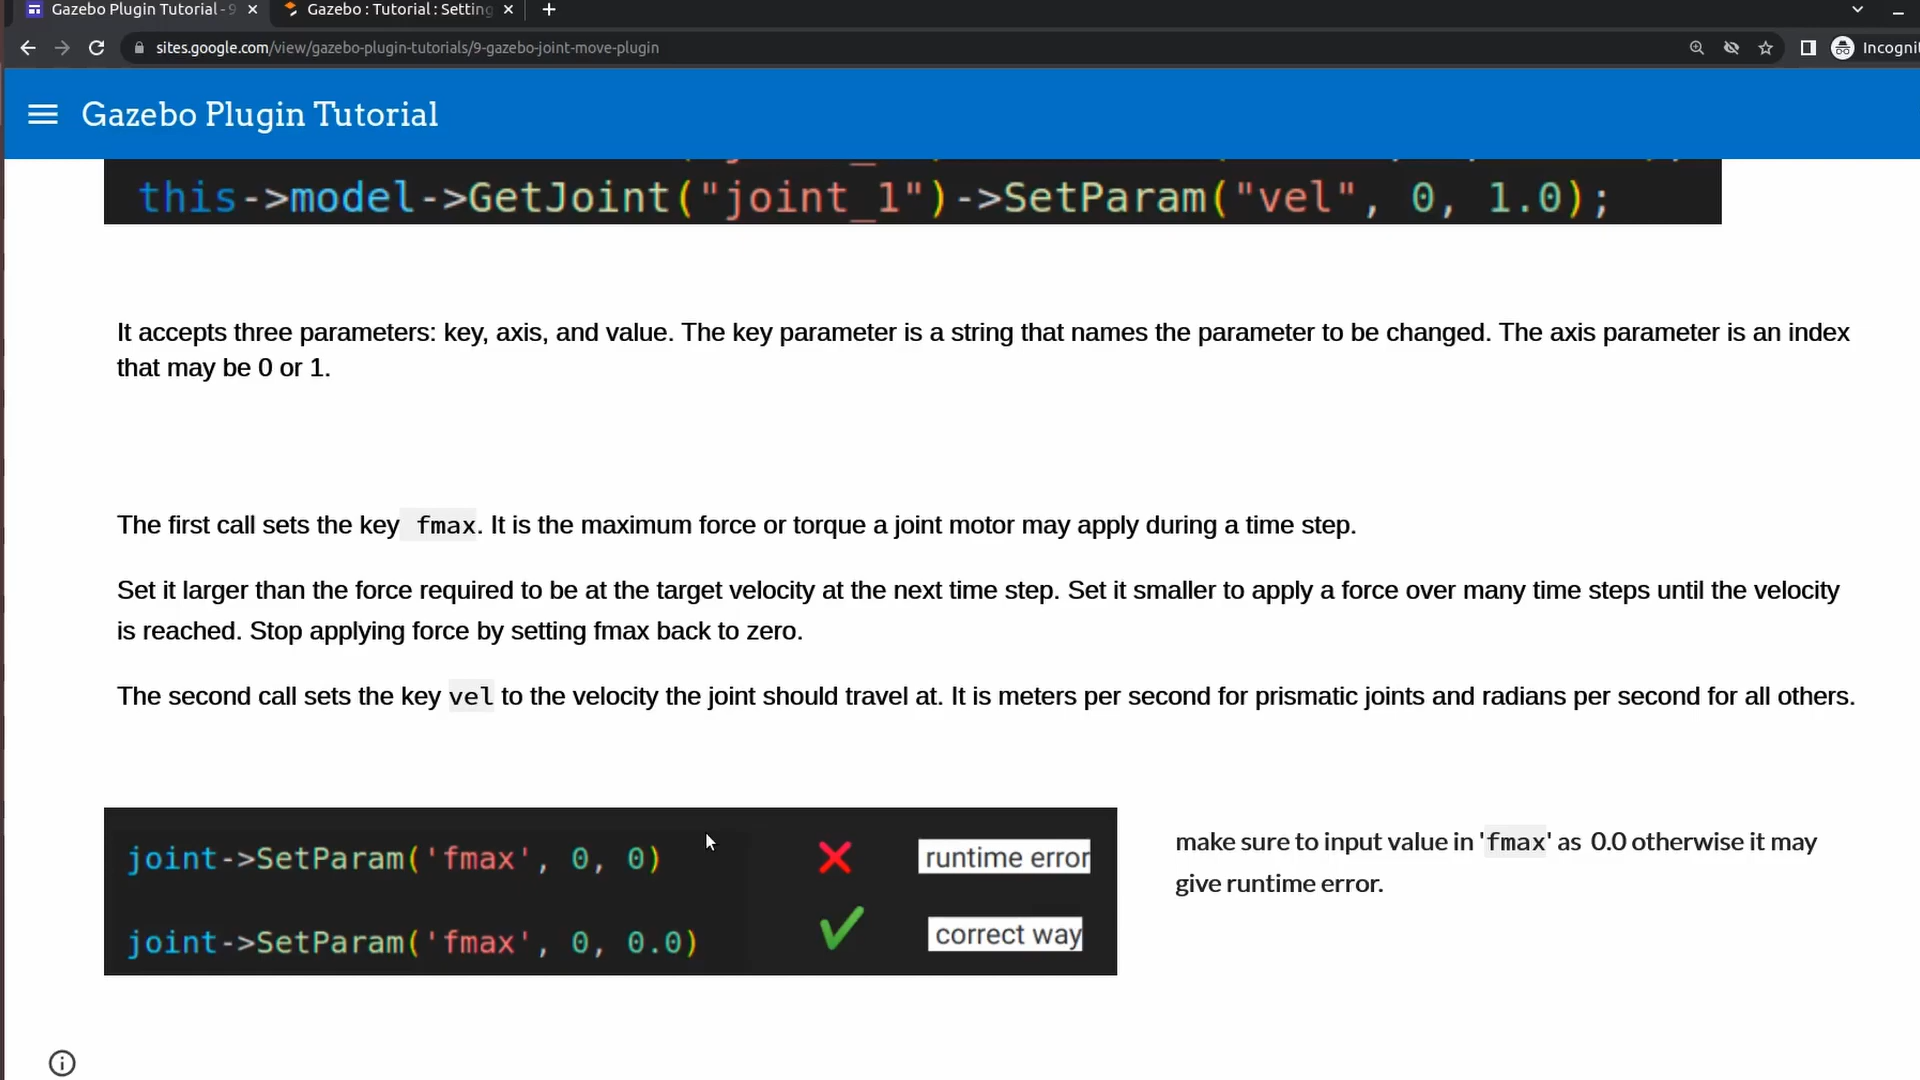 Gazebo Plugin Tutorial - 9
Gazebo : Tutorial : Setting
sites.google.com/view/gazebo-plugin-tutorials/9-gazebo-joint-move-plugin
Incogni
Gazebo Plugin Tutorial
this->model->GetJoint("joint_1")->SetParam("vel", 0, 1.0);
It accepts three parameters: key, axis, and value. The key parameter is a string that names the parameter to be changed. The axis parameter is an index
that may be 0 or 1.
The first call sets the key fmax. It is the maximum force or torque a joint motor may apply during a time step.
Set it larger than the force required to be at the target velocity at the next time step. Set it smaller to apply a force over many time steps until the velocity
is reached. Stop applying force by setting fmax back to zero.
The second call sets the key vel to the velocity the joint should travel at. It is meters per second for prismatic joints and radians per second for all others.
joint->SetParam('fmax', 0, 0) ❌ runtime error
joint->SetParam('fmax', 0, 0.0) ✔ correct way
make sure to input value in 'fmax' as 0.0 otherwise it may
give runtime error.